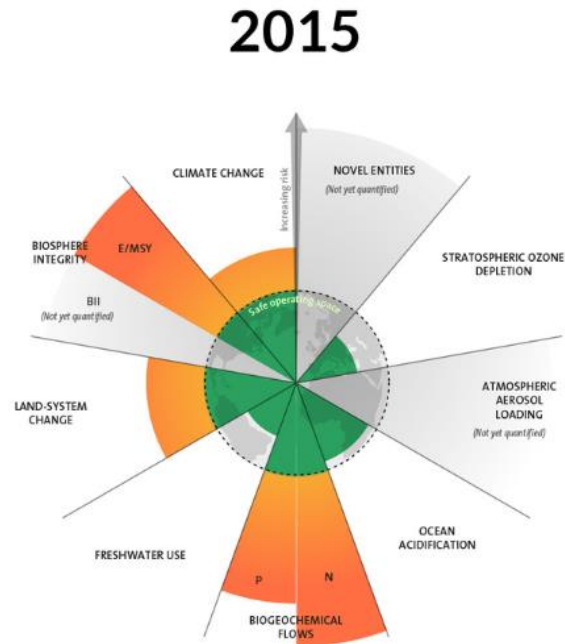 2015
CLIMATE CHANGE
Increasing risk
NOVEL ENTITIES
(Not yet quantified)
STRATOSPHERIC OZONE
DEPLETION
ATMOSPHERIC
AEROSOL
LOADING
(Not yet quantified)
OCEAN
ACIDIFICATION
BIOGEOCHEMICAL
FLOWS
P
N
FRESHWATER USE
LAND-SYSTEM
CHANGE
BIOSPHERE
INTEGRITY
E/MSY
BII
(Not yet quantified)
Safe operating space